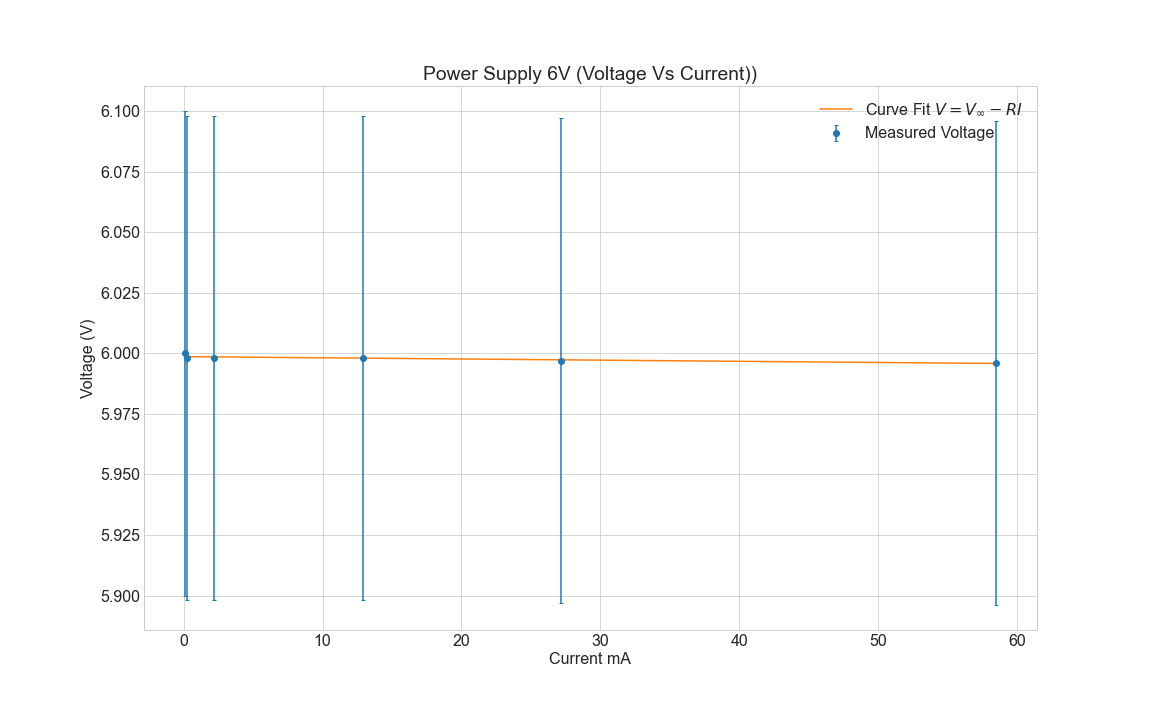 Power Supply 6V (Voltage Vs Current))
Curve Fit V = V∞ − RI
Measured Voltage
6.100
6.075
6.050
6.025
6.000
5.975
5.950
5.925
5.900
Voltage (V)
0 10 20 30 40 50 60
Current mA